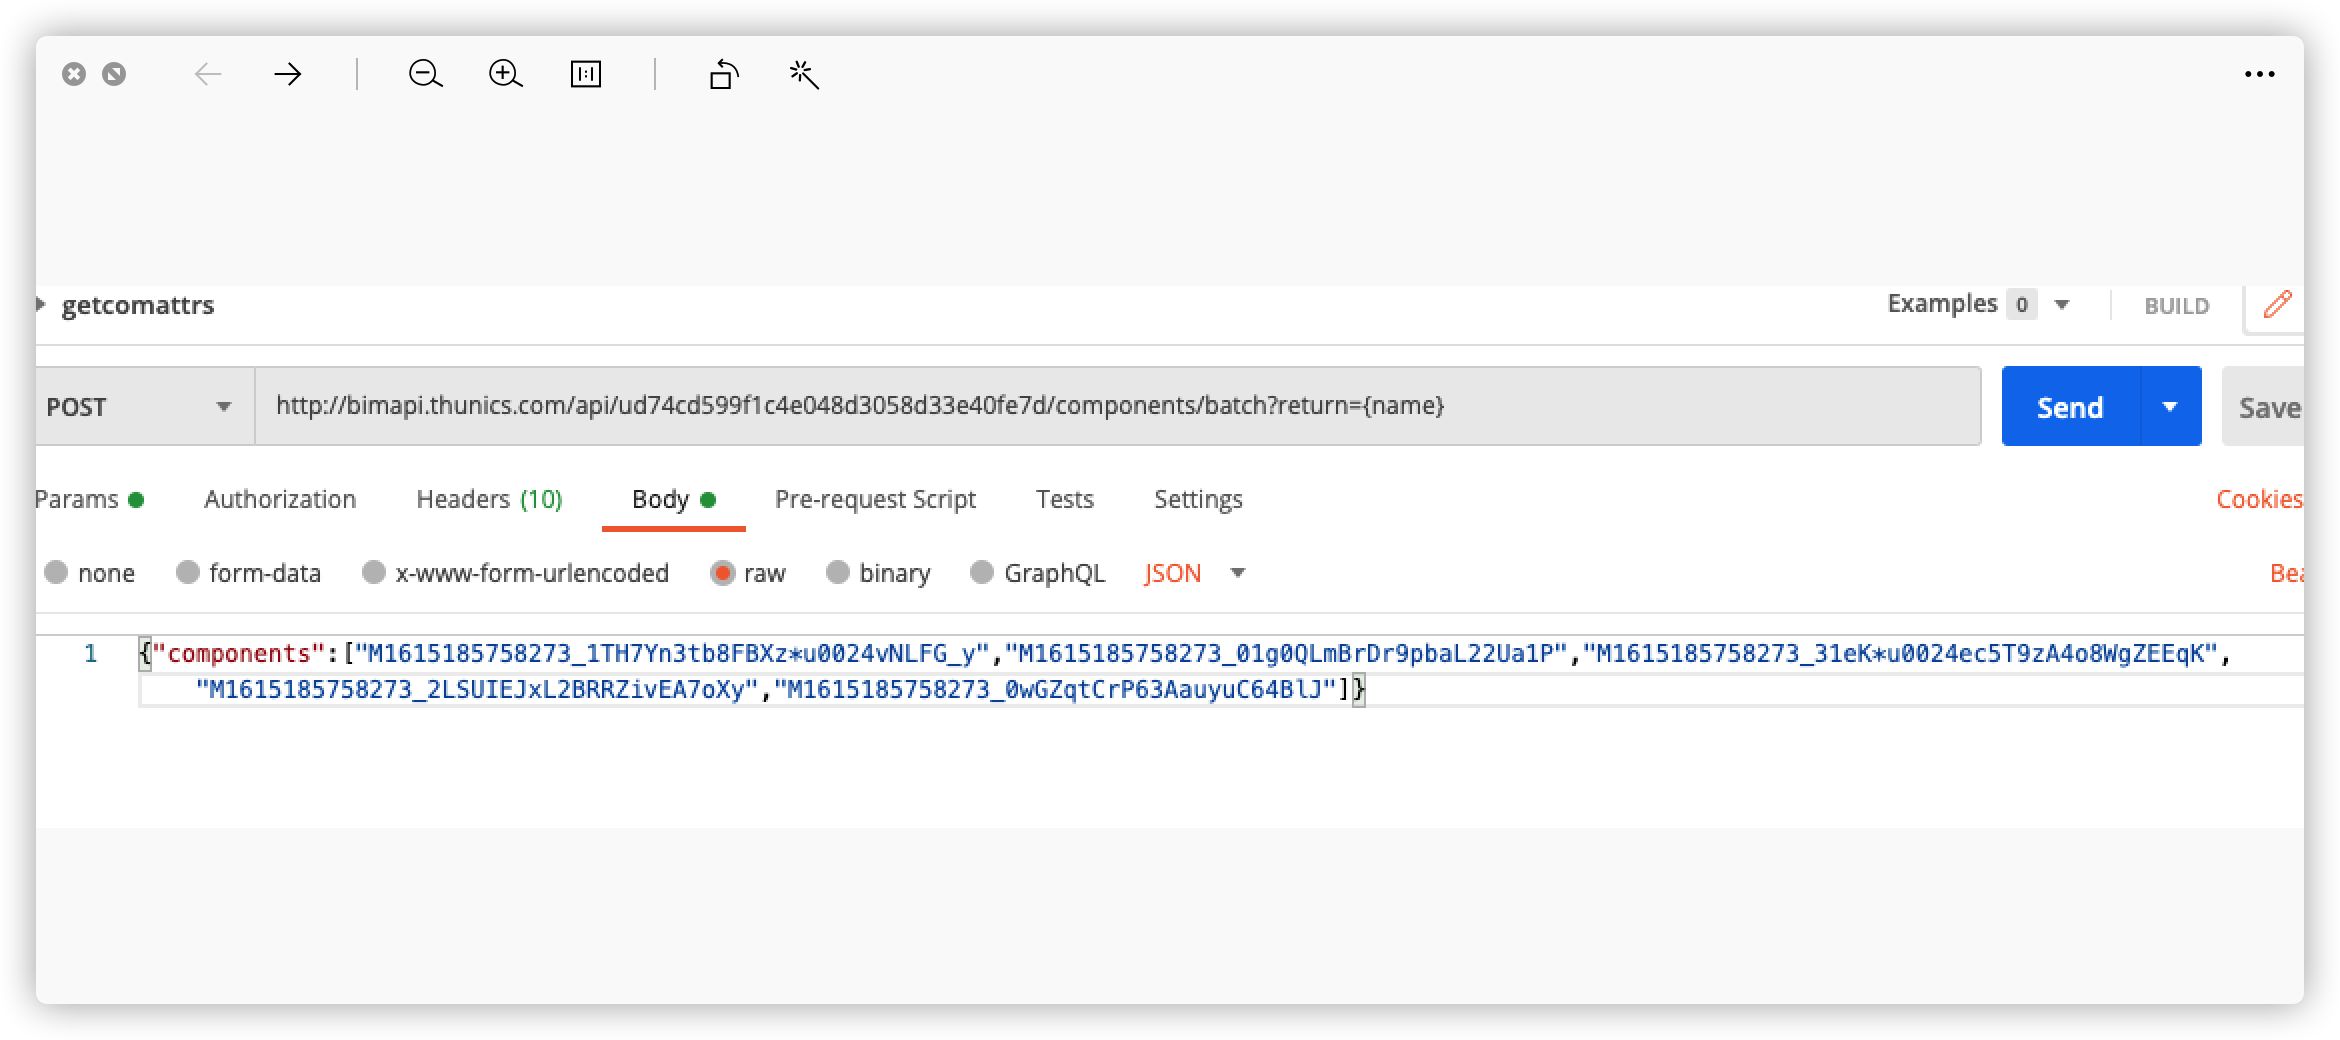 getcomattrs
Examples 0
BUILD
POST
http://bimapi.thunics.com/api/ud74cd599f1c4e048d3058d33e40fe7d/components/batch?return={name}
Send
Save
Params
Authorization
Headers (10)
Body
Pre-request Script
Tests
Settings
Cookies
none
form-data
x-www-form-urlencoded
raw
binary
GraphQL
JSON
Bea
1 {"components":["M1615185758273_1TH7Yn3tb8FBXz*u0024vNLFG_y","M1615185758273_01g0QLmBrDr9pbaL22Ua1P","M1615185758273_31eK*u0024ec5T9zA4o8WgZEEqK",
"M1615185758273_2LSUIEJxL2BRRZivEA7oXy","M1615185758273_0wGZqtCrP63AauyuC64BlJ"]}